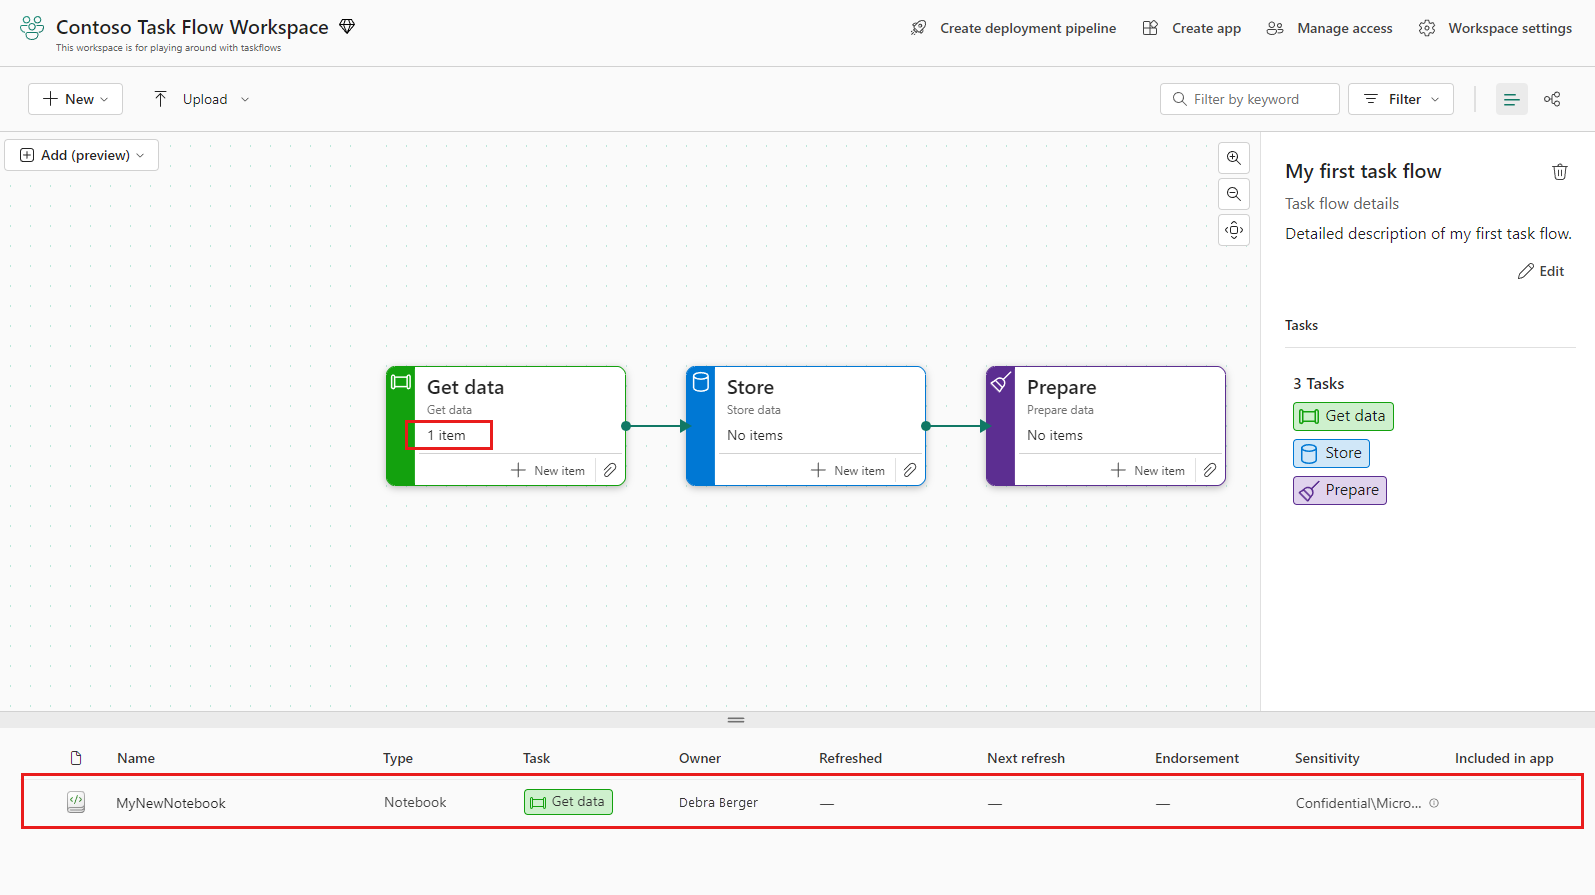 Contoso Task Flow Workspace
This workspace is for playing around with taskflows
Create deployment pipeline
Create app
Manage access
Workspace settings
New
Upload
Filter by keyword
Filter
Add (preview)
Get data
Get data
1 item
New item
Store
Store data
No items
New item
Prepare
Prepare data
No items
New item
My first task flow
Task flow details
Detailed description of my first task flow.
Edit
Tasks
3 Tasks
Get data
Store
Prepare
Name Type Task Owner Refreshed Next refresh Endorsement Sensitivity Included in app
MyNewNotebook Notebook Get data Debra Berger — — — Confidential\Micro...